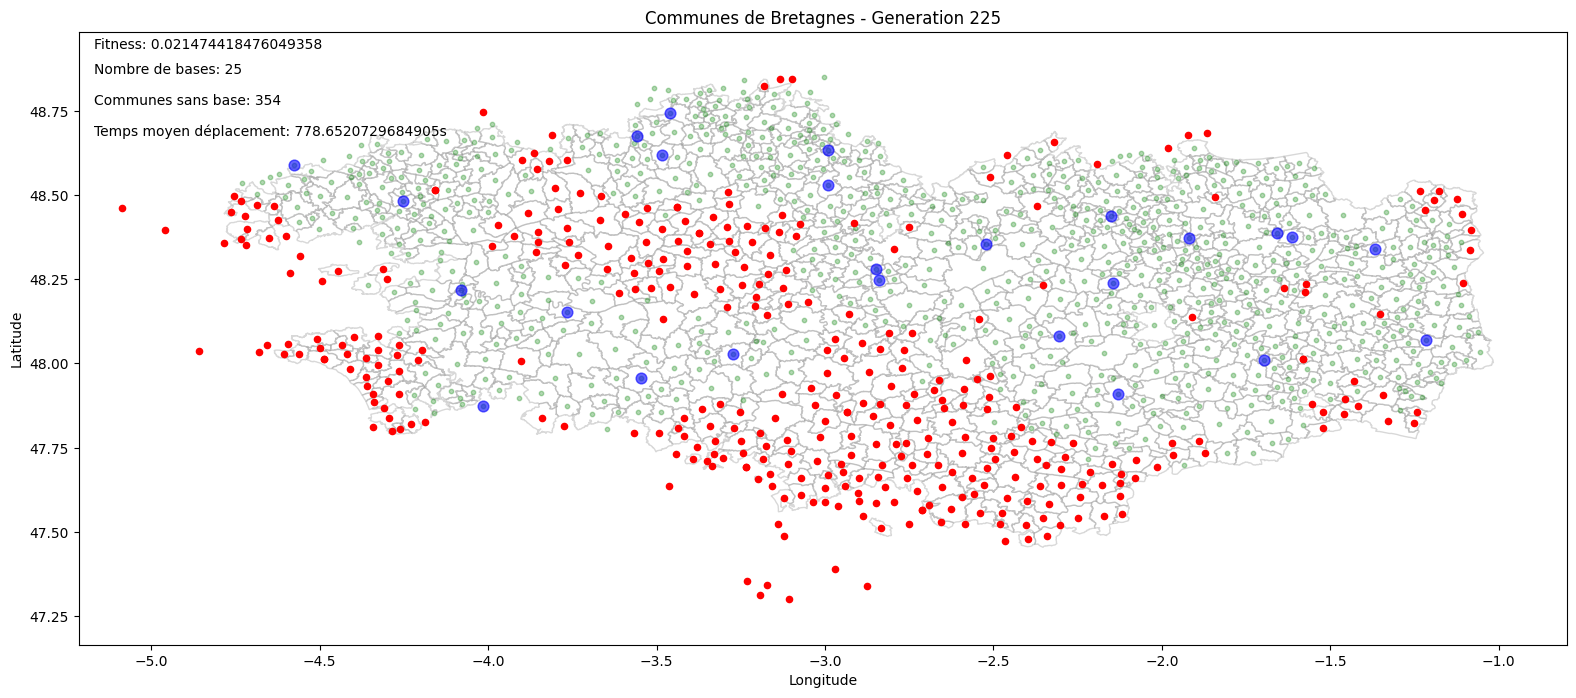 Communes de Bretagnes - Generation 225
Fitness: 0.021474418476049358
Nombre de bases: 25
Communes sans base: 354
Temps moyen déplacement: 778.6520729684905s
Latitude
48.75
48.50
48.25
48.00
47.75
47.50
47.25
−5.0 −4.5 −4.0 −3.5 −3.0 −2.5 −2.0 −1.5 −1.0
Longitude